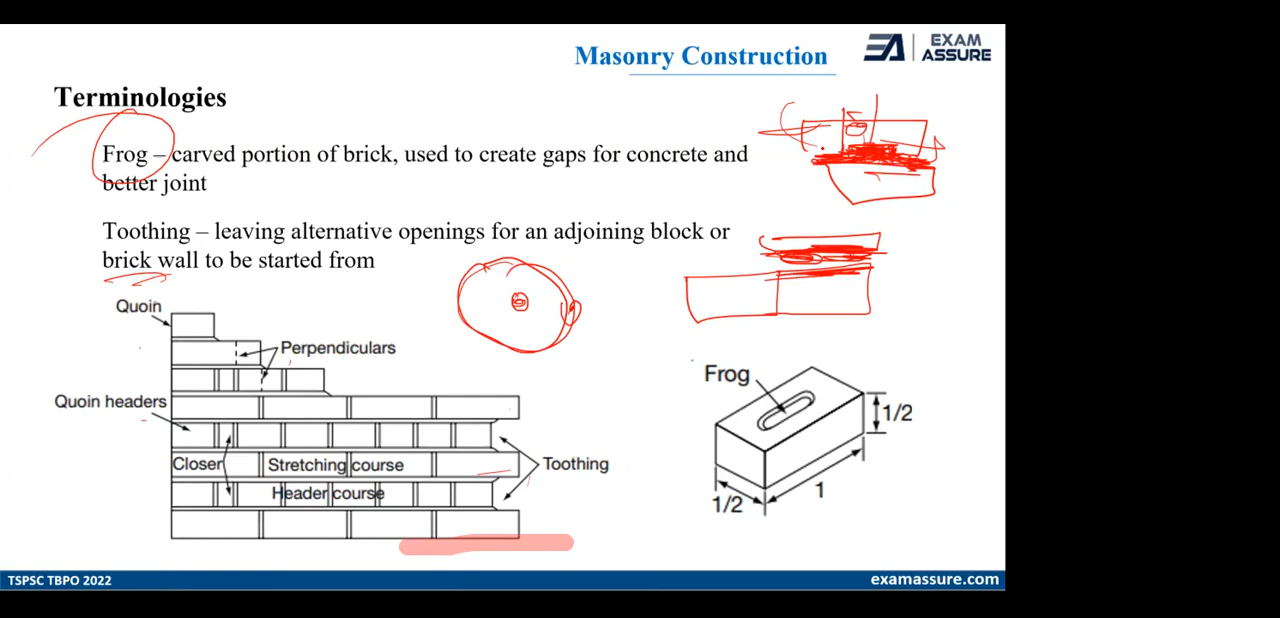 Masonry Construction
EXAM
ASSURE
Terminologies
Frog – carved portion of brick, used to create gaps for concrete and
better joint
Toothing – leaving alternative openings for an adjoining block or
brick wall to be started from
Quoin
Perpendiculars
Quoin headers
Closer
Stretching course
Header course
Toothing
Frog
1/2
1/2
1
TSPSC TBPO 2022
examassure.com